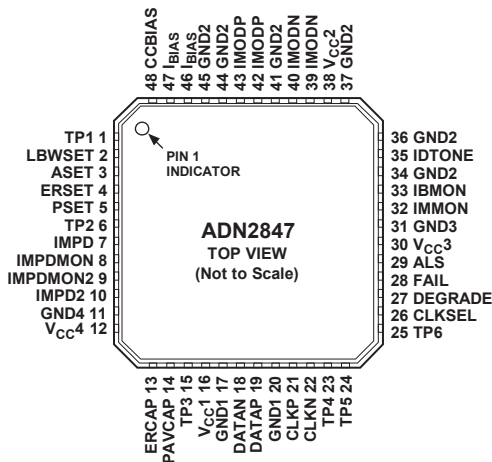 48 CCBIAS
47 IBIAS
46 IBIAS
45 GND2
44 GND2
43 IMODP
42 IMODP
41 GND2
40 IMODN
39 IMODN
38 VCC2
37 GND2
TP1 1
LBWSET 2
ASET 3
ERSET 4
PSET 5
TP2 6
IMPD 7
IMPDMON 8
IMPDMON2 9
IMPD2 10
GND4 11
VCC4 12
PIN 1
INDICATOR
ADN2847
TOP VIEW
(Not to Scale)
36 GND2
35 IDTONE
34 GND2
33 IBMON
32 IMMON
31 GND3
30 VCC3
29 ALS
28 FAIL
27 DEGRADE
26 CLKSEL
25 TP6
ERCAP 13
PAVCAP 14
TP3 15
VCC1 16
GND1 17
DATAN 18
DATAP 19
GND1 20
CLKP 21
CLKN 22
TP4 23
TP5 24